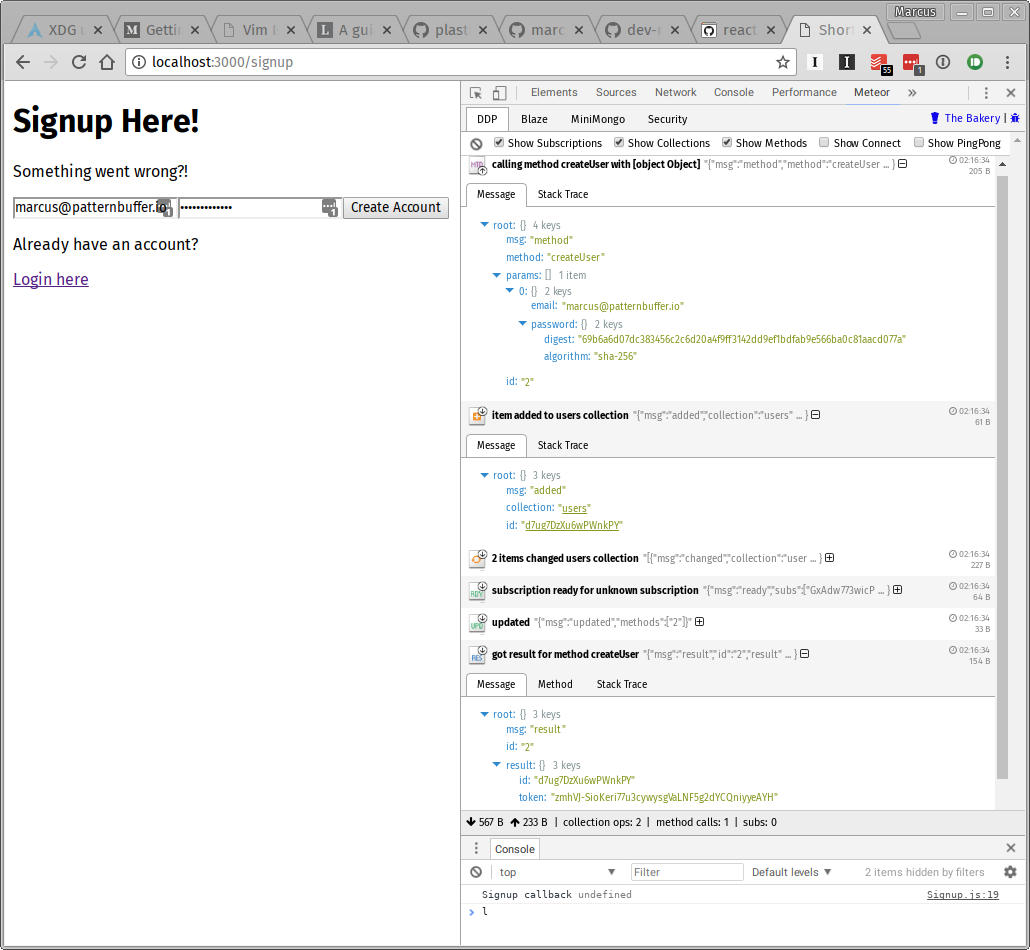 Marcus
XDG u
Gettin
Vim I
A gui
plast
marc
dev-r
react
Short
localhost:3000/signup
55
1
Signup Here!
Something went wrong?!
marcus@patternbuffer.io
1
•••••••••••••
1
Create Account
Already have an account?
Login here
Elements Sources Network Console Performance Meteor »
DDP Blaze MiniMongo Security
The Bakery |
Show Subscriptions Show Collections Show Methods Show Connect Show PingPong
calling method createUser with [object Object] "{"msg":"method","method":"createUser ... } 02:16:34
205 B
Message Stack Trace
root: {} 4 keys
msg: "method"
method: "createUser"
params: [] 1 item
0: {} 2 keys
email: "marcus@patternbuffer.io"
password: {} 2 keys
digest: "69b6a6d07dc383456c2c6d20a4f9ff3142dd9ef1bdfab9e566ba0c81aacd077a"
algorithm: "sha-256"
id: "2"
item added to users collection "{"msg":"added","collection":"users" ... } 02:16:34
61 B
Message Stack Trace
root: {} 3 keys
msg: "added"
collection: "users"
id: "d7ug7DzXu6wPWnkPY"
2 items changed users collection "[{"msg":"changed","collection":"user ... } 02:16:34
227 B
RDY subscription ready for unknown subscription "{"msg":"ready","subs":["GxAdw773wicP ... } 02:16:34
64 B
UPD updated "{"msg":"updated","methods":["2"]}" 02:16:34
33 B
RES got result for method createUser "{"msg":"result","id":"2","result" ... } 02:16:34
154 B
Message Method Stack Trace
root: {} 3 keys
msg: "result"
id: "2"
result: {} 3 keys
id: "d7ug7DzXu6wPWnkPY"
token: "zmhVJ-SioKeri77u3cywysgVaLNF5g2dYCQniyyeAYH"
567 B 233 B | collection ops: 2 | method calls: 1 | subs: 0
Console
top Filter Default levels 2 items hidden by filters
Signup callback undefined Signup.js:19
> l